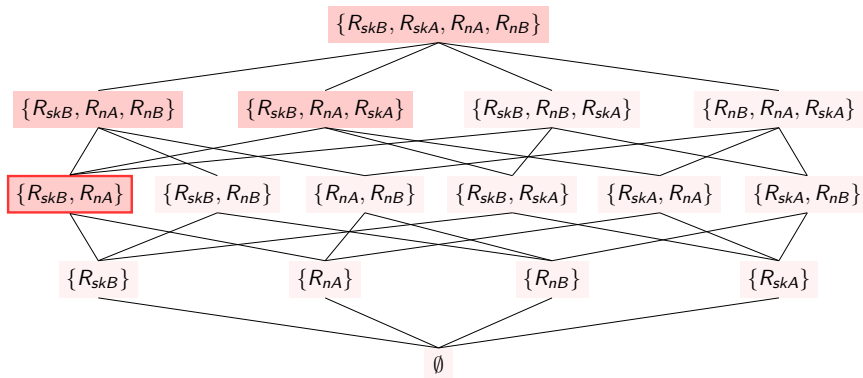 {R_skB, R_skA, R_nA, R_nB}
{R_skB, R_nA, R_nB} {R_skB, R_nA, R_skA} {R_skB, R_nB, R_skA} {R_nB, R_nA, R_skA}
{R_skB, R_nA} {R_skB, R_nB} {R_nA, R_nB} {R_skB, R_skA} {R_skA, R_nA} {R_skA, R_nB}
{R_skB} {R_nA} {R_nB} {R_skA}
∅